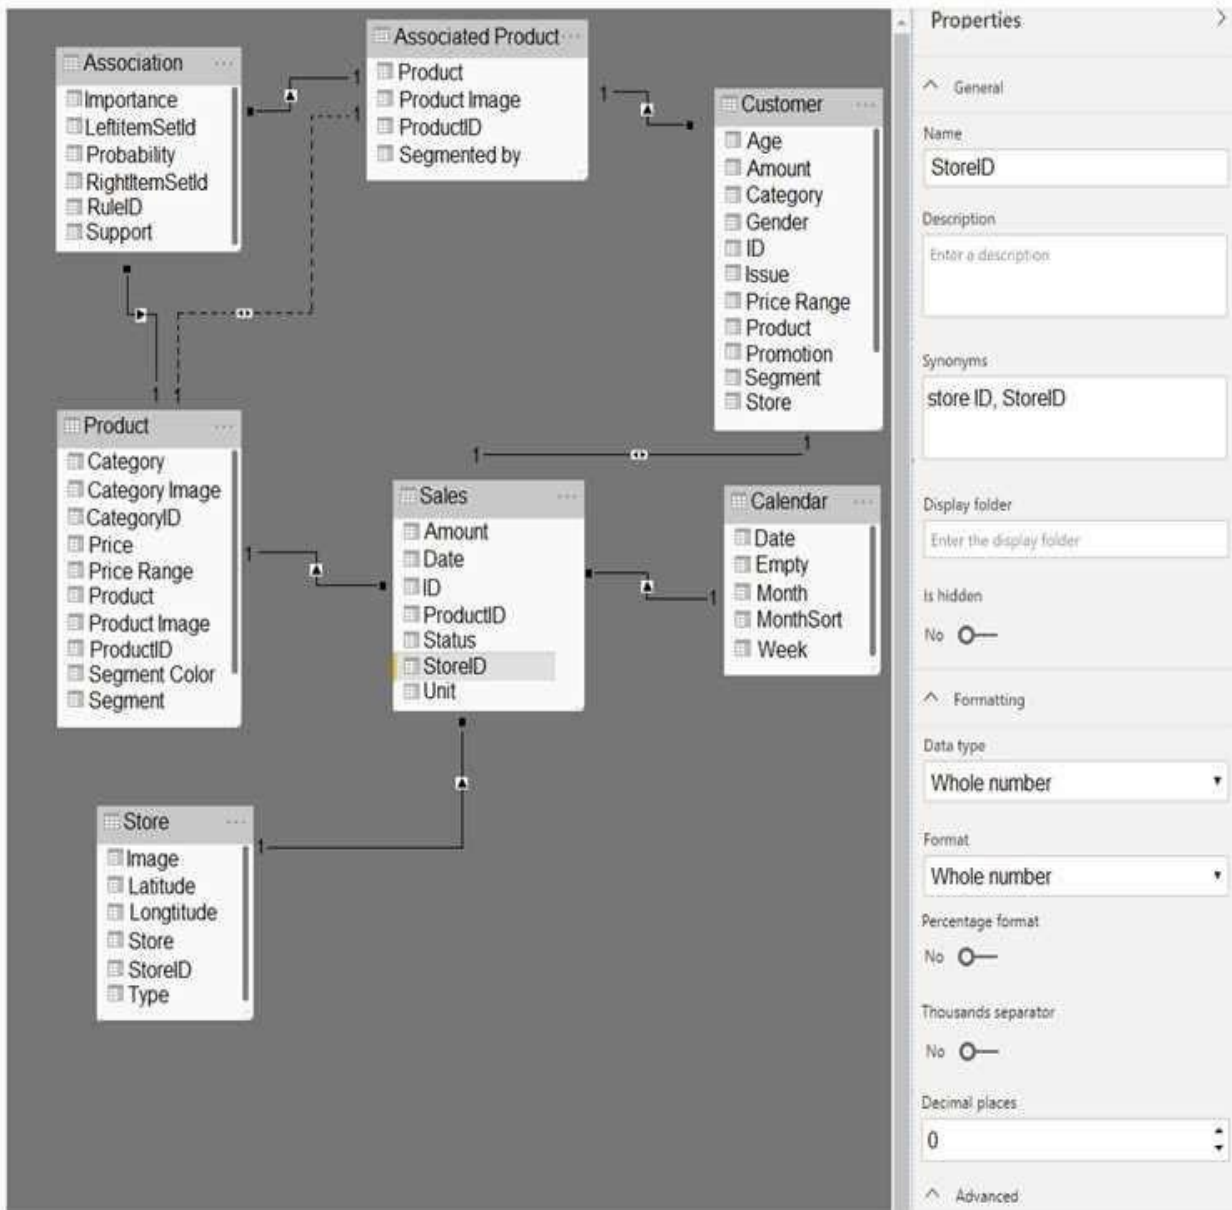 Association
Importance
LeftitemSetId
Probability
RightItemSetId
RuleID
Support
Associated Product
Product
Product Image
ProductID
Segmented by
Customer
Age
Amount
Category
Gender
ID
Issue
Price Range
Product
Promotion
Segment
Store
1
1
1
1
1
Product
Category
Category Image
CategoryID
Price
Price Range
Product
Product Image
ProductID
Segment Color
Segment
1
1
1
Sales
Amount
Date
ID
ProductID
Status
StoreID
Unit
Calendar
Date
Empty
Month
MonthSort
Week
1
Store
Image
Latitude
Longtitude
Store
StoreID
Type
1
Properties
General
Name
StoreID
Description
Enter a description
Synonyms
store ID, StoreID
Display folder
Enter the display folder
Is hidden
No
Formatting
Data type
Whole number
Format
Whole number
Percentage format
No
Thousands separator
No
Decimal places
0
Advanced